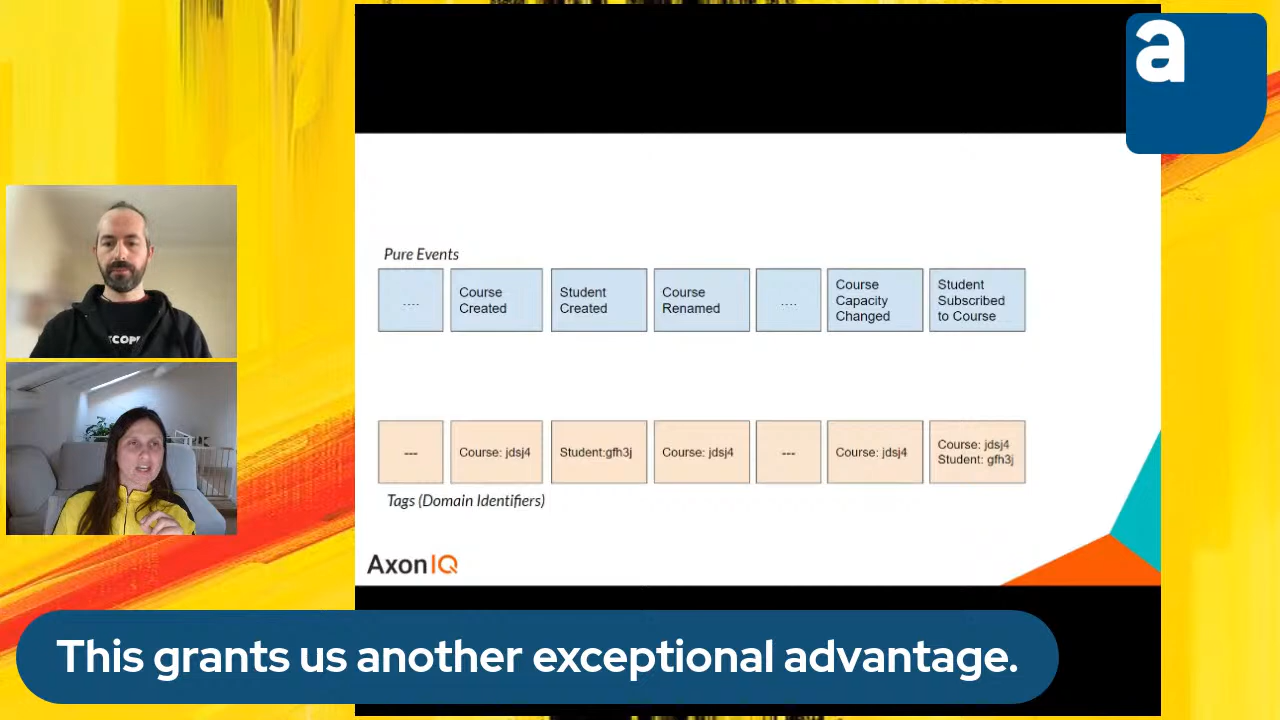 a
Pure Events
....
Course
Created
Student
Created
Course
Renamed
....
Course
Capacity
Changed
Student
Subscribed
to Course
---
Course: jdsj4
Student:gfh3j
Course: jdsj4
---
Course: jdsj4
Course: jdsj4
Student: gfh3j
Tags (Domain Identifiers)
AxonIQ
This grants us another exceptional advantage.